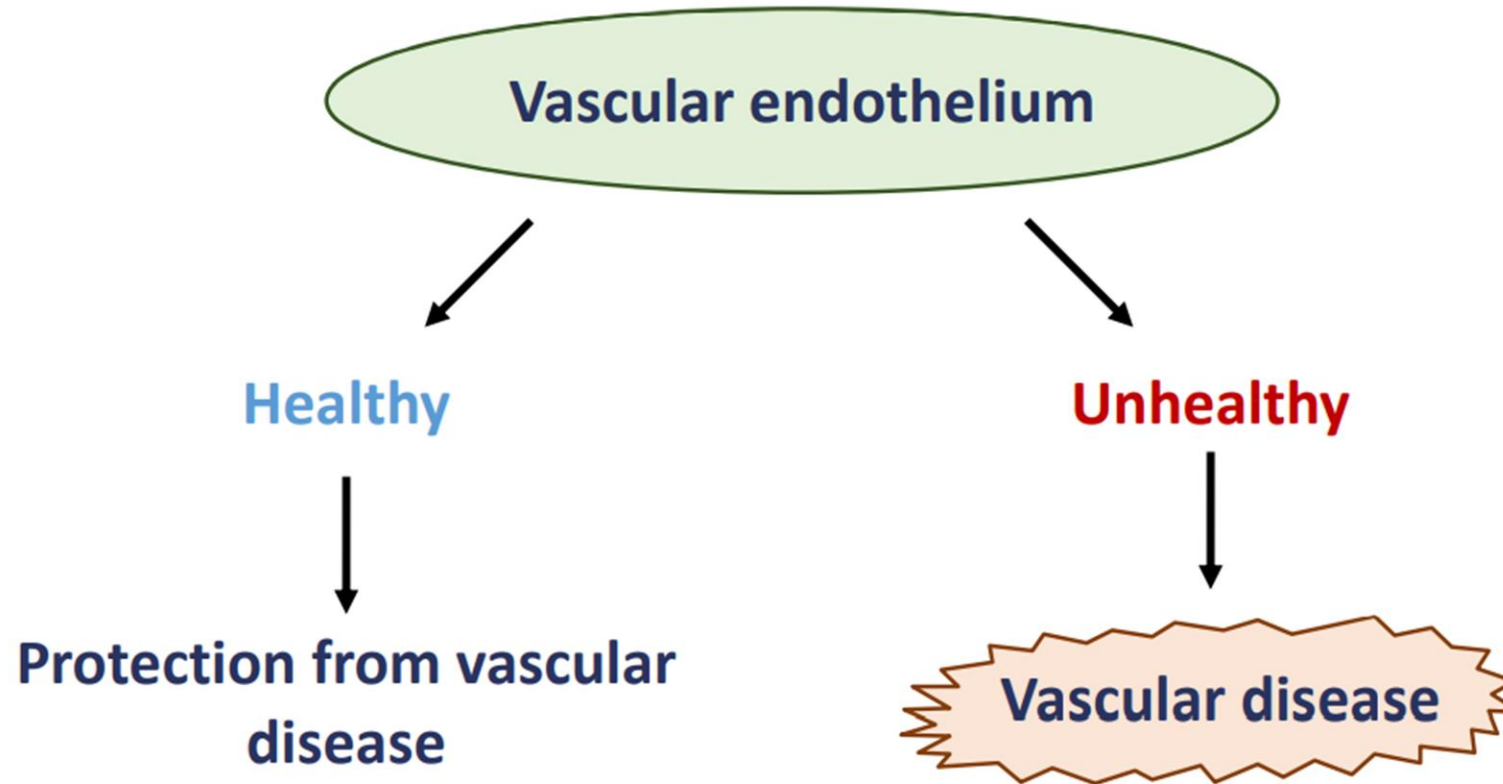 Vascular endothelium
Healthy
Unhealthy
Protection from vascular
disease
Vascular disease